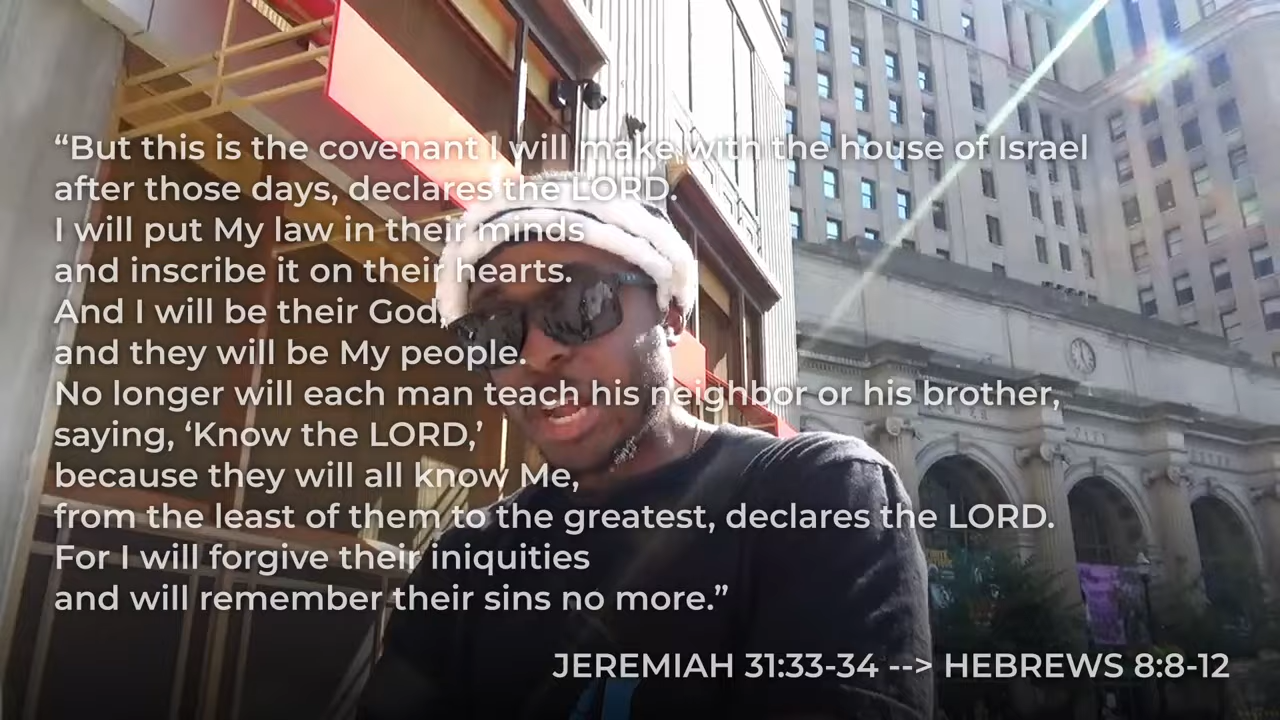 “But this is the covenant I will make with the house of Israel
after those days, declares the LORD.
I will put My law in their minds
and inscribe it on their hearts.
And I will be their God,
and they will be My people.
No longer will each man teach his neighbor or his brother,
saying, ‘Know the LORD,’
because they will all know Me,
from the least of them to the greatest, declares the LORD.
For I will forgive their iniquities
and will remember their sins no more.”
JEREMIAH 31:33-34 --> HEBREWS 8:8-12